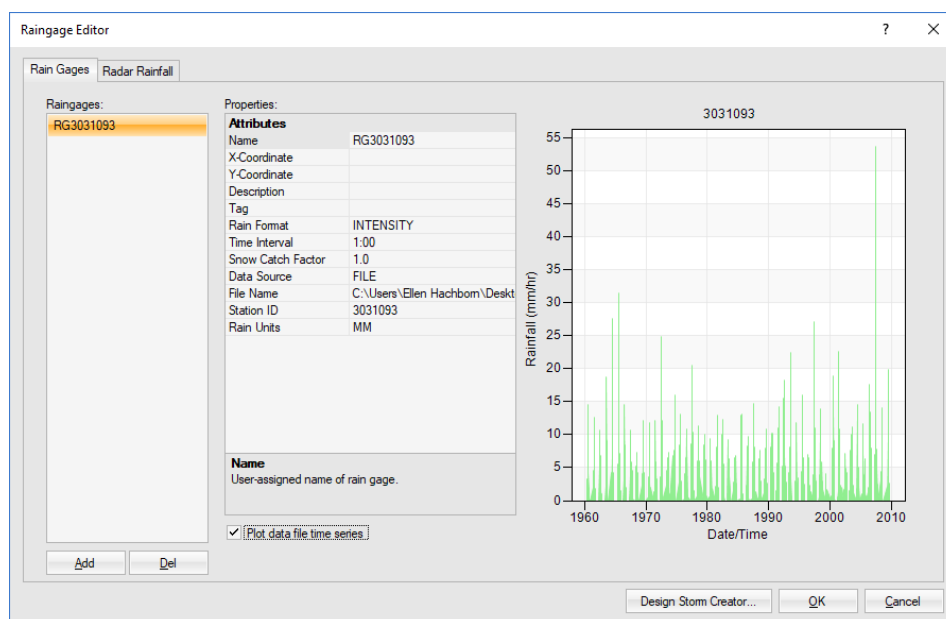 Raingage Editor
?
Rain Gages
Radar Rainfall
Raingages:
RG3031093
Properties:
Attributes
Name RG3031093
X-Coordinate
Y-Coordinate
Description
Tag
Rain Format INTENSITY
Time Interval 1:00
Snow Catch Factor 1.0
Data Source FILE
File Name C:\Users\Ellen Hachborn\Deskt
Station ID 3031093
Rain Units MM
Name
User-assigned name of rain gage.
Plot data file time series
Add
Del
3031093
55
50
45
40
35
30
25
20
15
10
5
0
Rainfall (mm/hr)
1960 1970 1980 1990 2000 2010
Date/Time
Design Storm Creator...
OK
Cancel